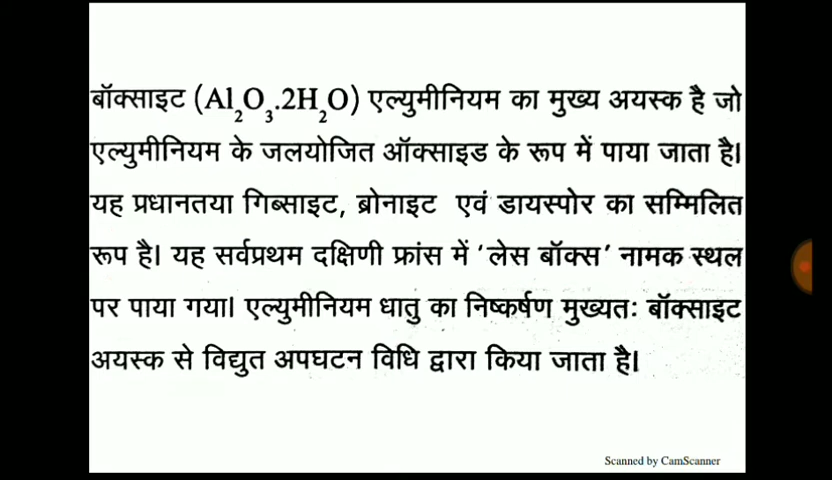 बॉक्साइट (Al₂O₃.2H₂O) एल्युमीनियम का मुख्य अयस्क है जो
एल्युमीनियम के जलयोजित ऑक्साइड के रूप में पाया जाता है।
यह प्रधानतया गिब्साइट, ब्रोनाइट एवं डायस्पोर का सम्मिलित
रूप है। यह सर्वप्रथम दक्षिणी फ्रांस में 'लेस बॉक्स' नामक स्थल
पर पाया गया। एल्युमीनियम धातु का निष्कर्षण मुख्यतः बॉक्साइट
अयस्क से विद्युत अपघटन विधि द्वारा किया जाता है।
Scanned by CamScanner